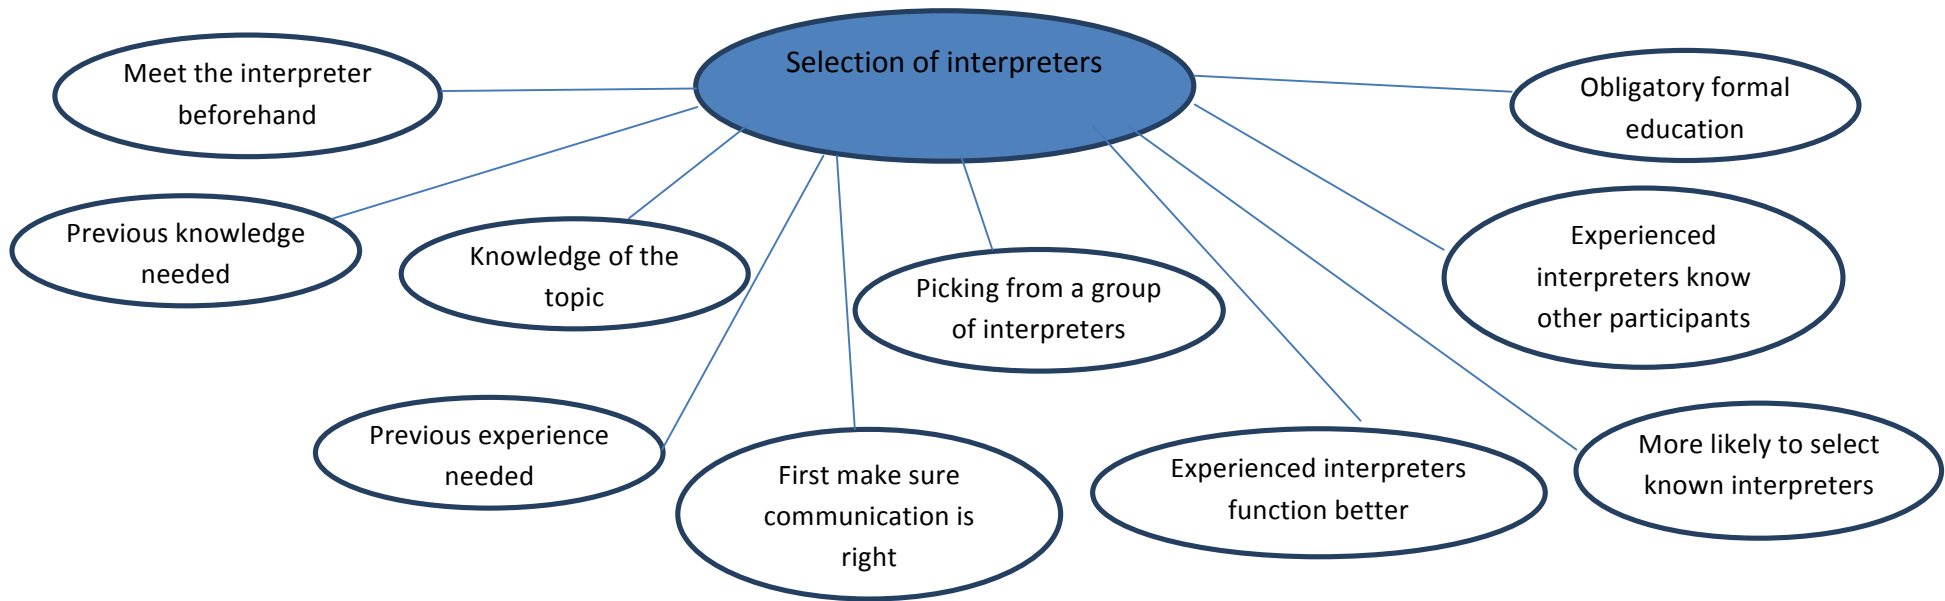 Selection of interpreters
Meet the interpreter
beforehand
Obligatory formal
education
Previous knowledge
needed
Knowledge of the
topic
Picking from a group
of interpreters
Experienced
interpreters know
other participants
Previous experience
needed
First make sure
communication is
right
Experienced interpreters
function better
More likely to select
known interpreters